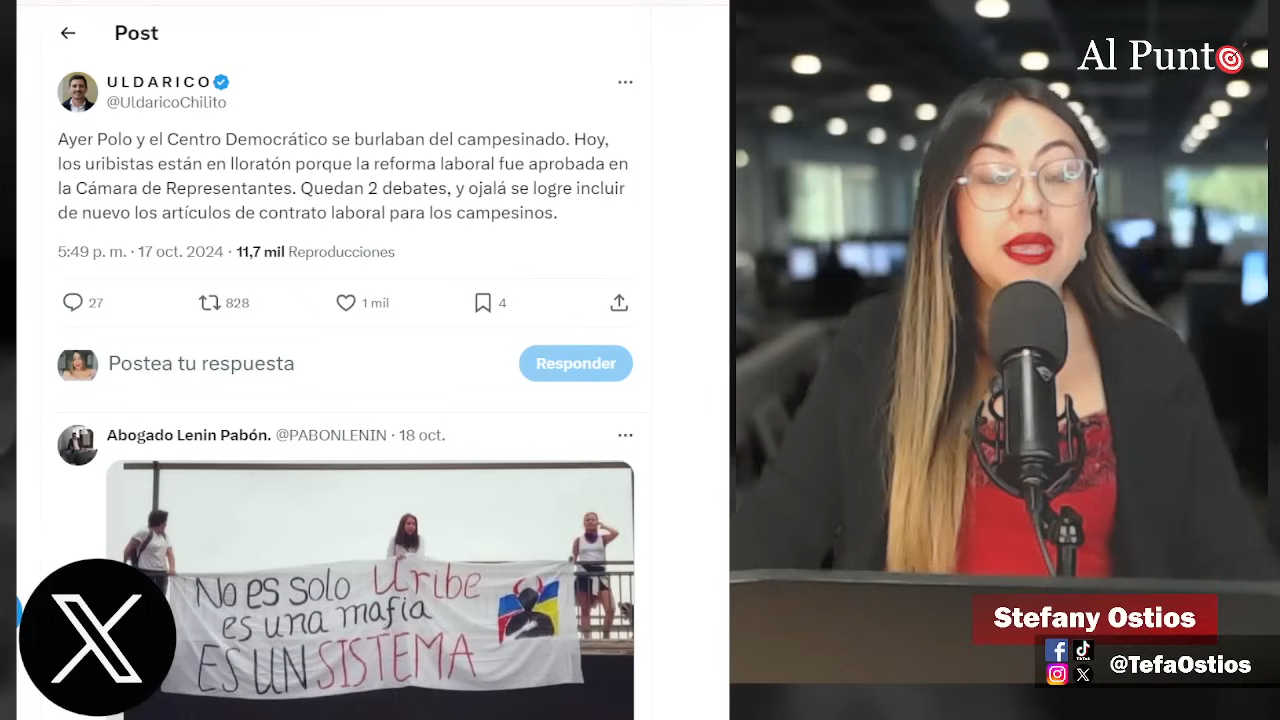 Post
ULDARICO
@UldaricoChilito
Ayer Polo y el Centro Democrático se burlaban del campesinado. Hoy,
los uribistas están en lloratón porque la reforma laboral fue aprobada en
la Cámara de Representantes. Quedan 2 debates, y ojalá se logre incluir
de nuevo los artículos de contrato laboral para los campesinos.
5:49 p. m. · 17 oct. 2024 · 11,7 mil Reproducciones
27
828
1 mil
4
Postea tu respuesta
Responder
Abogado Lenin Pabón. @PABONLENIN · 18 oct.
No es solo Uribe
es una mafia
ES UN SISTEMA
Al Punto
Stefany Ostios
@TefaOstios